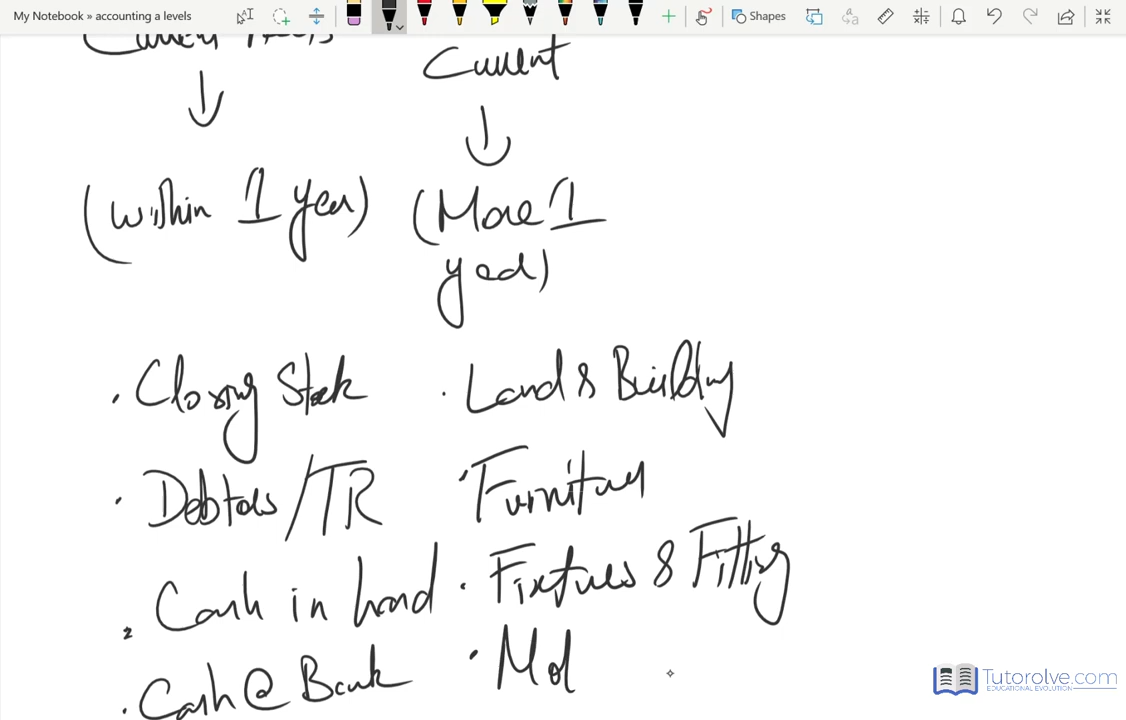 My Notebook » accounting a levels
Shapes
Current
(within 1 year)
(More 1
year)
. Closing Stock
. Land & Building
. Debtors/TR
. Furniture
. Cash in hand
. Fixtures & Fitting
. Cash @ Bank
. Mot
Tutorolve.com
EDUCATIONAL EVOLUTION